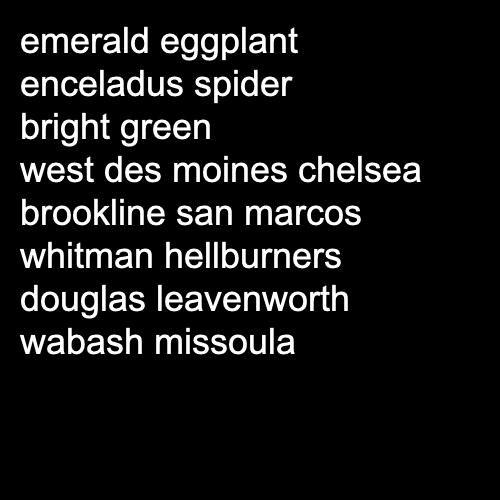 emerald eggplant
enceladus spider
bright green
west des moines chelsea
brookline san marcos
whitman hellburners
douglas leavenworth
wabash missoula